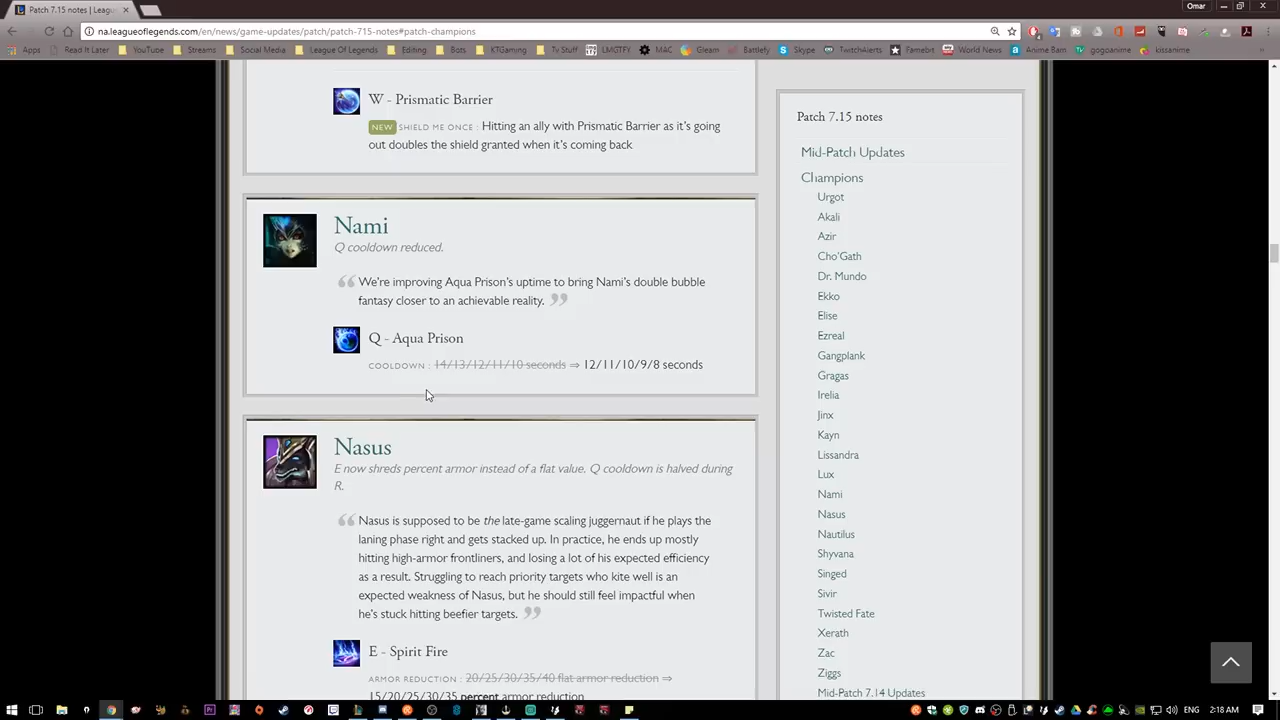 Patch 7.15 notes | Leagu
Omar
na.leagueoflegends.com/en/news/game-updates/patch/patch-715-notes#patch-champions
Apps Read It Later YouTube Streams Social Media League Of Legends Editing Bots KTGaming Tv Stuff LMGTFY MAC Gleam Battlefy Skype TwitchAlerts Famebit World News Anime Bam gogoanime kissanime
W - Prismatic Barrier
NEW SHIELD ME ONCE : Hitting an ally with Prismatic Barrier as it's going
out doubles the shield granted when it's coming back
Nami
Q cooldown reduced.
We're improving Aqua Prison's uptime to bring Nami's double bubble
fantasy closer to an achievable reality.
Q - Aqua Prison
COOLDOWN : 14/13/12/11/10 seconds ⇒ 12/11/10/9/8 seconds
Nasus
E now shreds percent armor instead of a flat value. Q cooldown is halved during
R.
Nasus is supposed to be the late-game scaling juggernaut if he plays the
laning phase right and gets stacked up. In practice, he ends up mostly
hitting high-armor frontliners, and losing a lot of his expected efficiency
as a result. Struggling to reach priority targets who kite well is an
expected weakness of Nasus, but he should still feel impactful when
he's stuck hitting beefier targets.
E - Spirit Fire
ARMOR REDUCTION : 20/25/30/35/40 flat armor reduction ⇒
15/20/25/30/35 percent armor reduction
Patch 7.15 notes
Mid-Patch Updates
Champions
Urgot
Akali
Azir
Cho'Gath
Dr. Mundo
Ekko
Elise
Ezreal
Gangplank
Gragas
Irelia
Jinx
Kayn
Lissandra
Lux
Nami
Nasus
Nautilus
Shyvana
Singed
Sivir
Twisted Fate
Xerath
Zac
Ziggs
Mid-Patch 7.14 Updates
ENG 2:18 AM